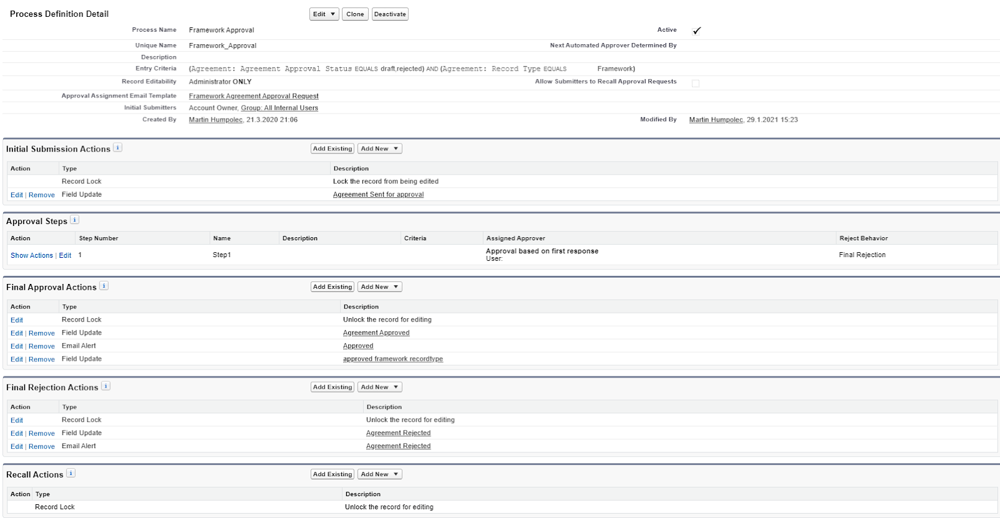 Process Definition Detail Edit ▼ Clone Deactivate
Process Name Framework Approval Active ✓
Unique Name Framework_Approval Next Automated Approver Determined By
Description
Entry Criteria (Agreement: Agreement Approval Status EQUALS draft,rejected) AND (Agreement: Record Type EQUALS Framework)
Record Editability Administrator ONLY Allow Submitters to Recall Approval Requests
Approval Assignment Email Template Framework Agreement Approval Request
Initial Submitters Account Owner, Group: All Internal Users
Created By Martin Humpolec, 21.3.2020 21:06 Modified By Martin Humpolec, 29.1.2021 15:23
Initial Submission Actions i Add Existing Add New ▼
Action Type Description
Record Lock Lock the record from being edited
Edit | Remove Field Update Agreement Sent for approval
Approval Steps i
Action Step Number Name Description Criteria Assigned Approver Reject Behavior
Show Actions | Edit 1 Step1 Approval based on first response Final Rejection
User:
Final Approval Actions i Add Existing Add New ▼
Action Type Description
Edit Record Lock Unlock the record for editing
Edit | Remove Field Update Agreement Approved
Edit | Remove Email Alert Approved
Edit | Remove Field Update approved framework recordtype
Final Rejection Actions i Add Existing Add New ▼
Action Type Description
Edit Record Lock Unlock the record for editing
Edit | Remove Field Update Agreement Rejected
Edit | Remove Email Alert Agreement Rejected
Recall Actions i Add Existing Add New ▼
Action Type Description
Record Lock Unlock the record for editing